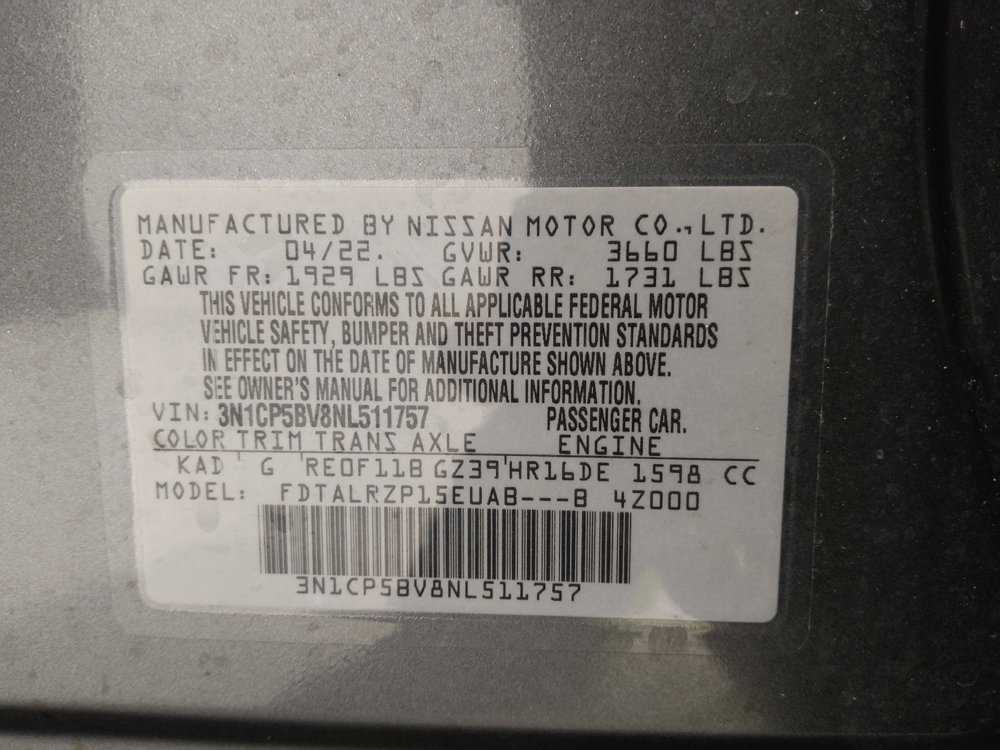 MANUFACTURED BY NISSAN MOTOR CO.,LTD.
DATE: 04/22. GVWR: 3660 LBS
GAWR FR: 1929 LBS GAWR RR: 1731 LBS
THIS VEHICLE CONFORMS TO ALL APPLICABLE FEDERAL MOTOR
VEHICLE SAFETY, BUMPER AND THEFT PREVENTION STANDARDS
IN EFFECT ON THE DATE OF MANUFACTURE SHOWN ABOVE.
SEE OWNER'S MANUAL FOR ADDITIONAL INFORMATION.
VIN: 3N1CP5BV8NL511757 PASSENGER CAR.
COLOR TRIM TRANS AXLE ENGINE
KAD G RE0F11B GZ39 HR16DE 1598 CC
MODEL: FDTALRZP15EUAB---B 4Z000
3N1CP5BV8NL511757